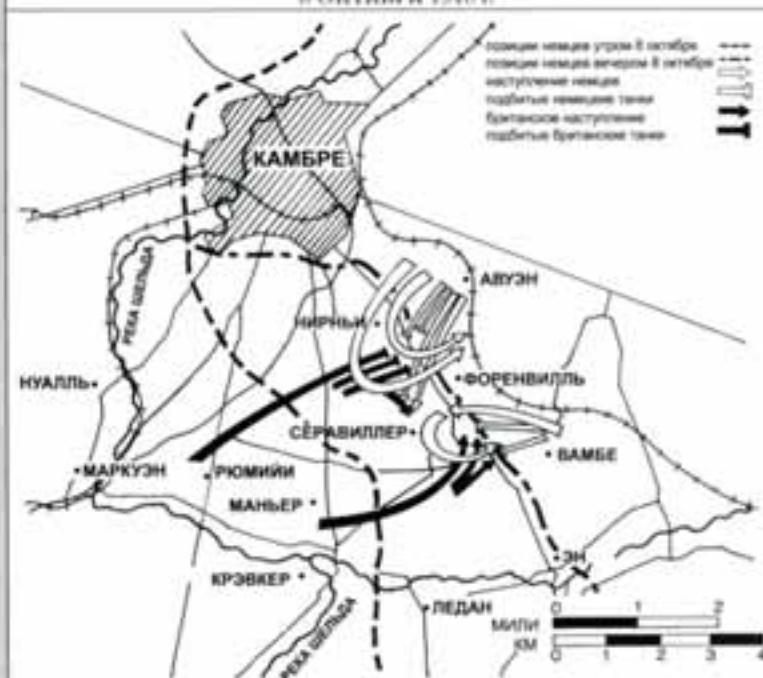 позиции немцев утром 8 октября
позиции немцев вечером 8 октября
наступление немцев
подбитые немецкие танки
британское наступление
подбитые британские танки
КАМБРЕ
РЕКА ШЕЛЬДА
АВУЭН
НИРНЬИ
НУАЛЛЬ
ФОРЕНВИЛЛЬ
СЕРАВИЛЛЕР
ВАМБЕ
МАРКУЭН
РЮМИЙИ
МАНЬЕР
ЭН
КРЭВКЕР
ЛЕДАН
РЕКА ШЕЛЬДА
0 1 2
МИЛИ
КМ
0 1 2 3 4